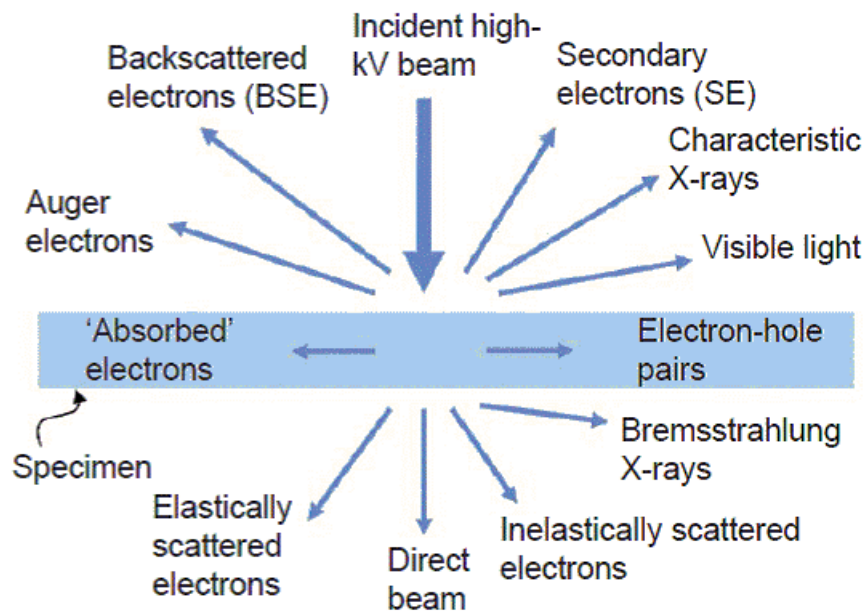 Incident high-
kV beam
Backscattered
electrons (BSE)
Secondary
electrons (SE)
Characteristic
X-rays
Auger
electrons
Visible light
'Absorbed'
electrons
Electron-hole
pairs
Specimen
Bremsstrahlung
X-rays
Elastically
scattered
electrons
Direct
beam
Inelastically scattered
electrons